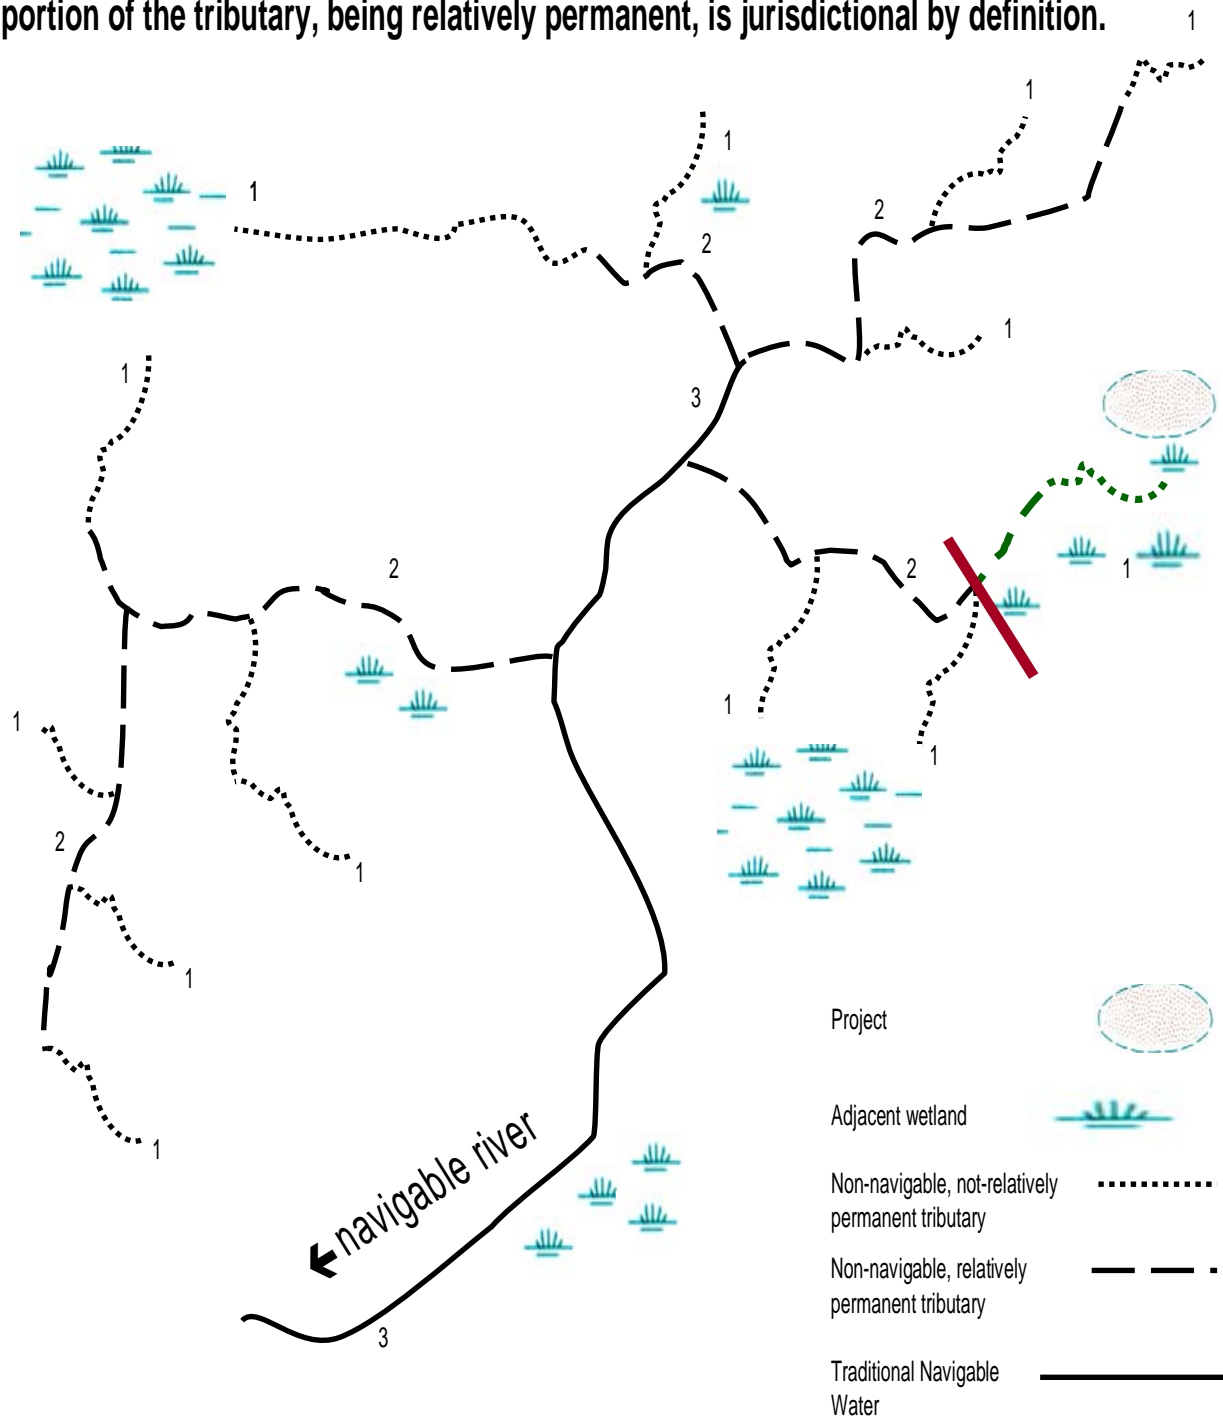 portion of the tributary, being relatively permanent, is jurisdictional by definition.
1
1
1
1
2
2
1
1
3
2
2
1
1
1
1
2
1
1
1
Project
Adjacent wetland
Non-navigable, not-relatively
permanent tributary
Non-navigable, relatively
permanent tributary
Traditional Navigable
Water
1
navigable river
3